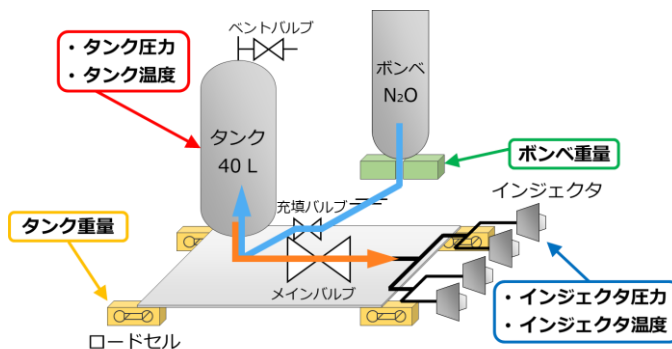 ベントバルブ
・タンク圧力
・タンク温度
ボンベ
N₂O
タンク
40 L
ボンベ重量
充填バルブ
インジェクタ
タンク重量
メインバルブ
・インジェクタ圧力
・インジェクタ温度
ロードセル